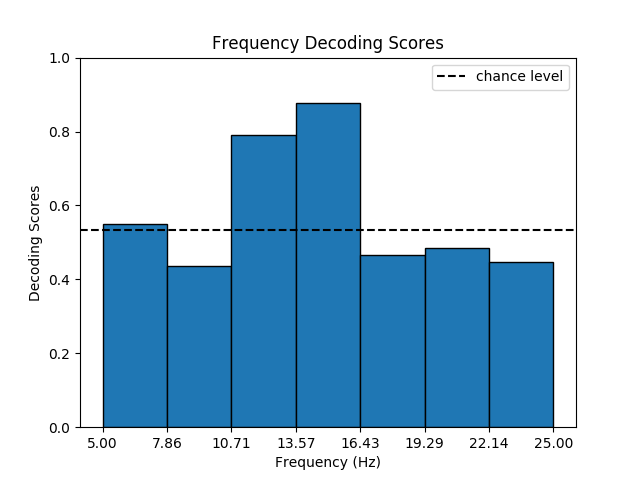 Frequency Decoding Scores
chance level
1.0
0.8
0.6
0.4
0.2
0.0
Decoding Scores
5.00 7.86 10.71 13.57 16.43 19.29 22.14 25.00
Frequency (Hz)